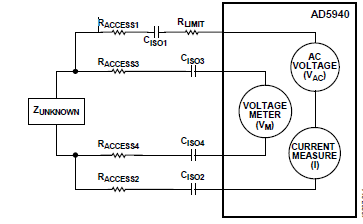 AD5940
RACCESS1
RLIMIT
CISO1
AC
VOLTAGE
(VAC)
RACCESS3
CISO3
VOLTAGE
METER
(VM)
ZUNKNOWN
RACCESS4
CISO4
CURRENT
MEASURE
(I)
RACCESS2
CISO2